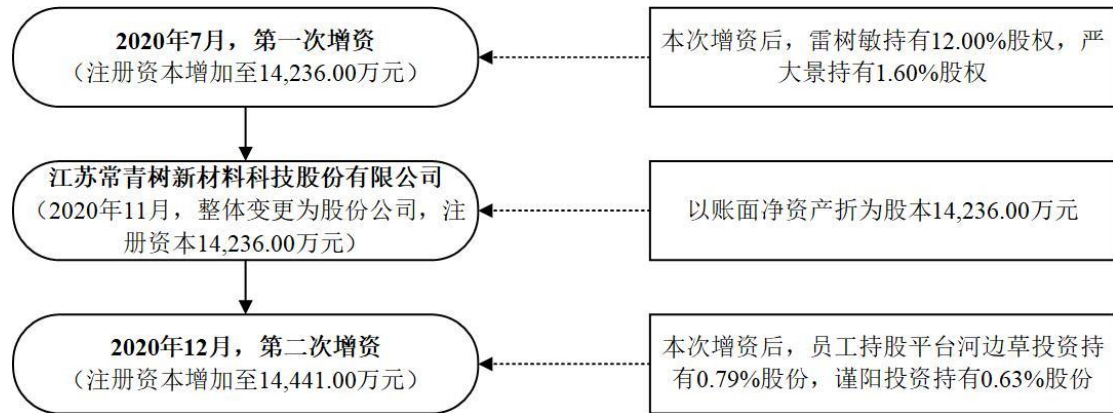 2020年7月，第一次增资
（注册资本增加至14,236.00万元）
本次增资后，雷树敏持有12.00%股权，严
大景持有1.60%股权
江苏常青树新材料科技股份有限公司
（2020年11月，整体变更为股份公司，注
册资本14,236.00万元）
以账面净资产折为股本14,236.00万元
2020年12月，第二次增资
（注册资本增加至14,441.00万元）
本次增资后，员工持股平台河边草投资持
有0.79%股份，谨阳投资持有0.63%股份